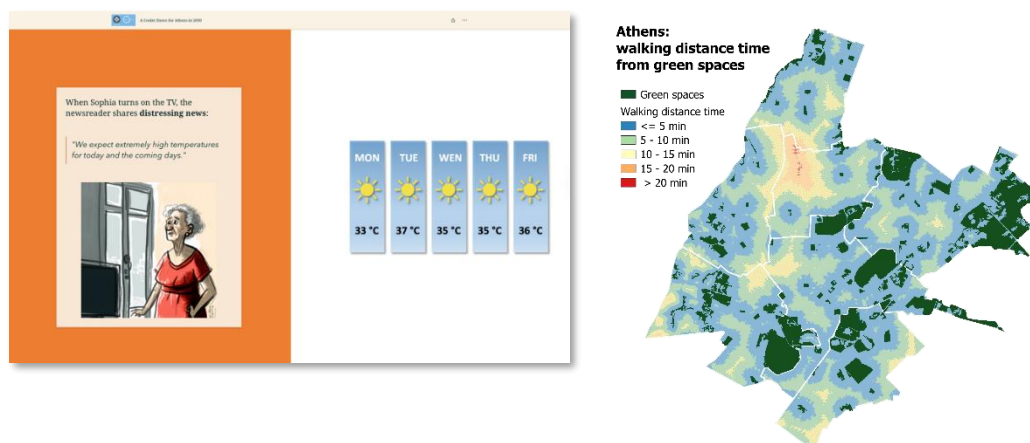 A Cooler Dawn for Athens in 2050
When Sophia turns on the TV, the
newsreader shares distressing news:
"We expect extremely high temperatures
for today and the coming days."
MON TUE WEN THU FRI
33 °C 37 °C 35 °C 35 °C 36 °C
Athens:
walking distance time
from green spaces
Green spaces
Walking distance time
<= 5 min
5 - 10 min
10 - 15 min
15 - 20 min
> 20 min